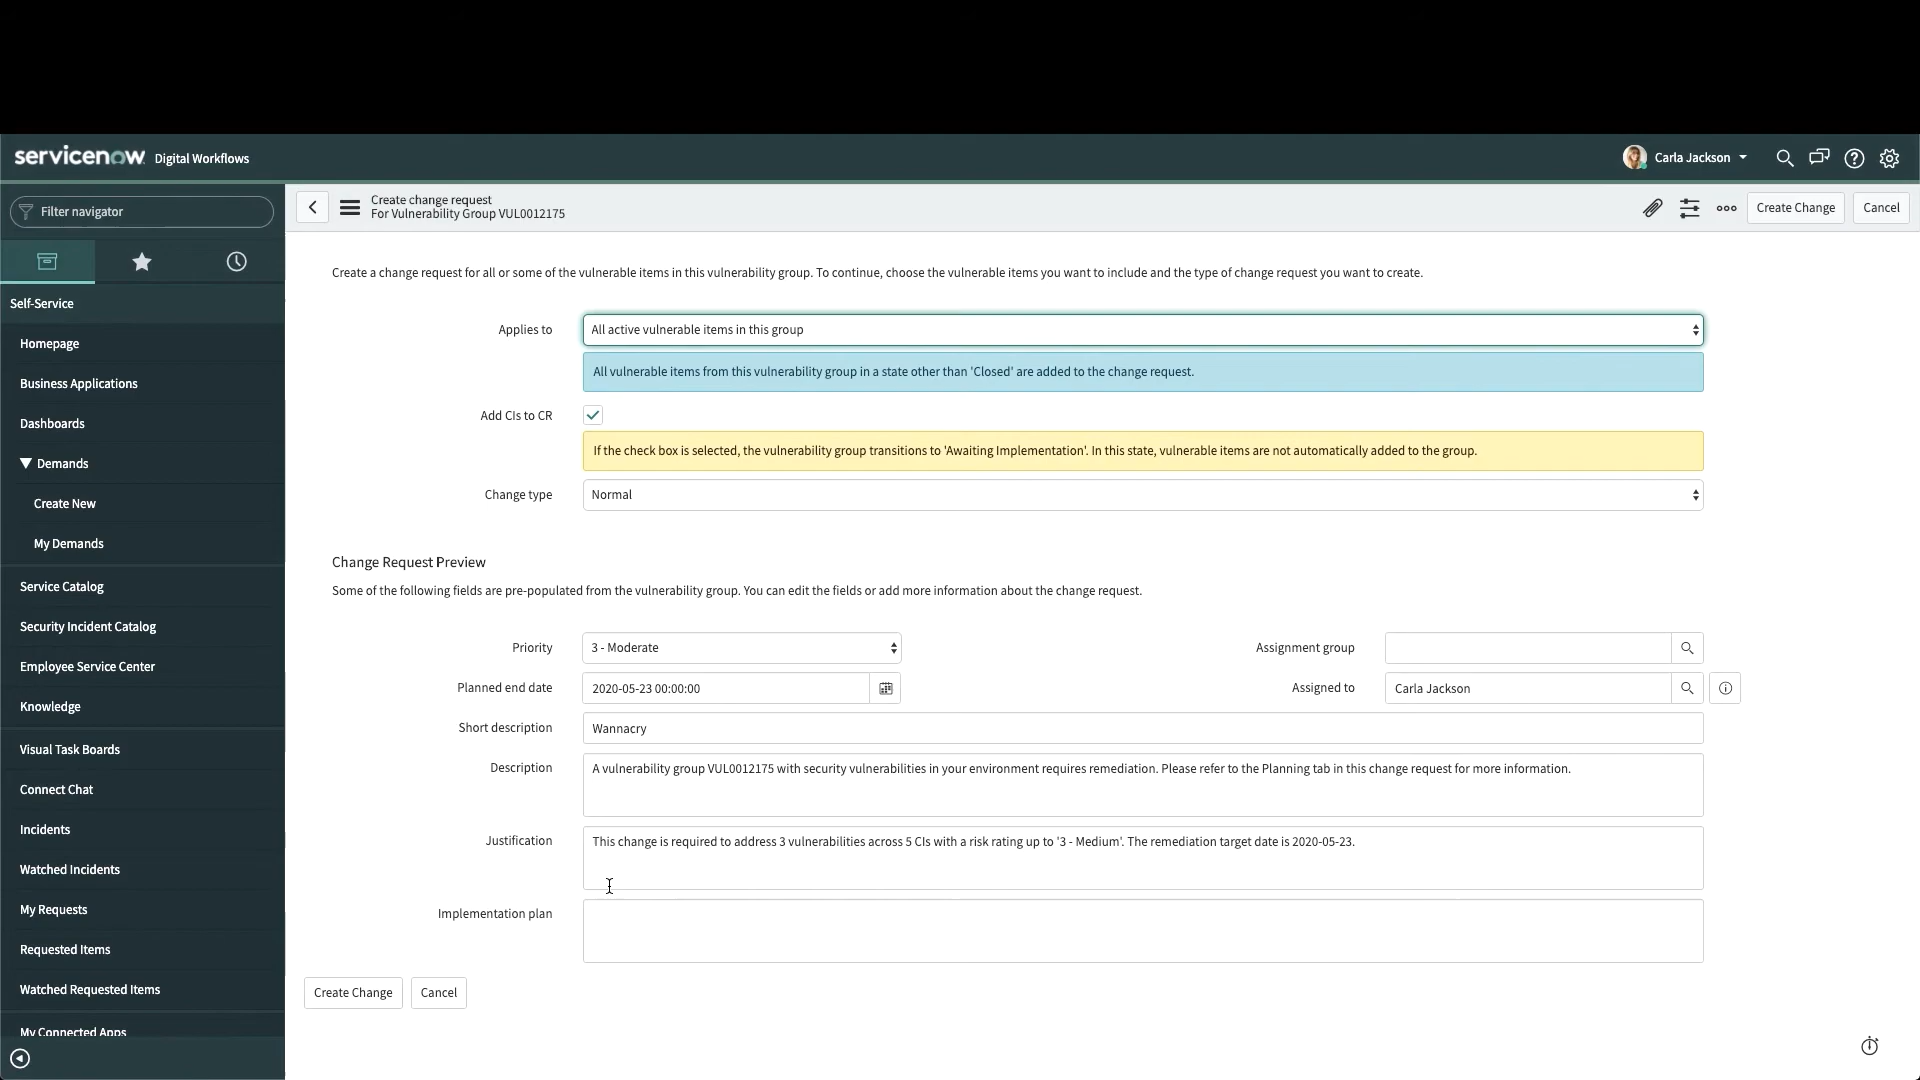 servicenow Digital Workflows
Carla Jackson
Filter navigator
Self-Service
Homepage
Business Applications
Dashboards
Demands
Create New
My Demands
Service Catalog
Security Incident Catalog
Employee Service Center
Knowledge
Visual Task Boards
Connect Chat
Incidents
Watched Incidents
My Requests
Requested Items
Watched Requested Items
My Connected Apps
Create change request
For Vulnerability Group VUL0012175
Create Change
Cancel
Create a change request for all or some of the vulnerable items in this vulnerability group. To continue, choose the vulnerable items you want to include and the type of change request you want to create.
Applies to
All active vulnerable items in this group
All vulnerable items from this vulnerability group in a state other than 'Closed' are added to the change request.
Add CIs to CR
If the check box is selected, the vulnerability group transitions to 'Awaiting Implementation'. In this state, vulnerable items are not automatically added to the group.
Change type
Normal
Change Request Preview
Some of the following fields are pre-populated from the vulnerability group. You can edit the fields or add more information about the change request.
Priority
3 - Moderate
Assignment group
Planned end date
2020-05-23 00:00:00
Assigned to
Carla Jackson
Short description
Wannacry
Description
A vulnerability group VUL0012175 with security vulnerabilities in your environment requires remediation. Please refer to the Planning tab in this change request for more information.
Justification
This change is required to address 3 vulnerabilities across 5 CIs with a risk rating up to '3 - Medium'. The remediation target date is 2020-05-23.
Implementation plan
Create Change
Cancel